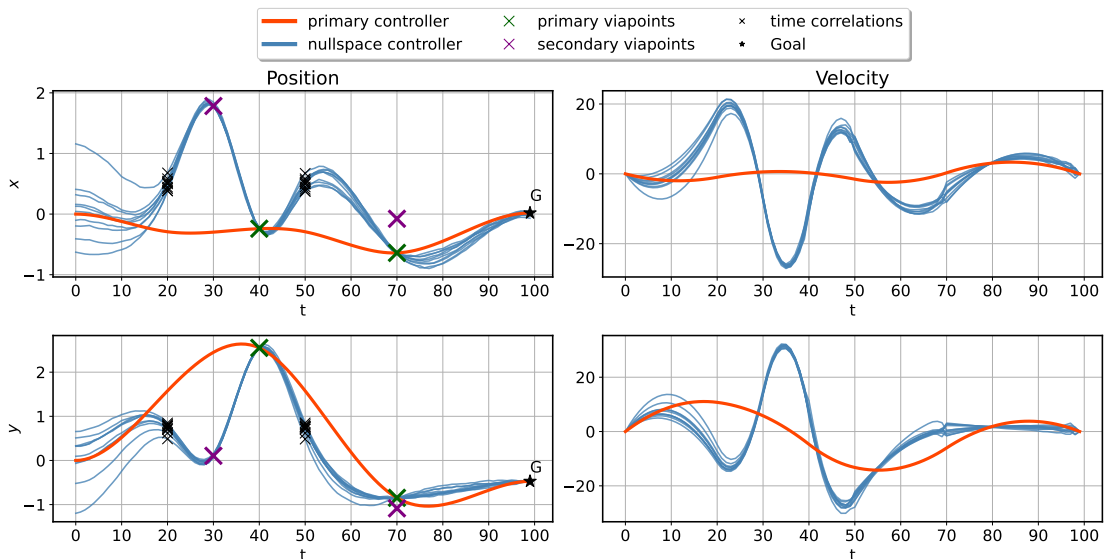 primary controller
nullspace controller
primary viapoints
secondary viapoints
time correlations
Goal
Position
Velocity
2
1
0
−1
x
G
0 10 20 30 40 50 60 70 80 90 100
t
20
0
−20
0 10 20 30 40 50 60 70 80 90 100
t
2
1
0
−1
y
G
0 10 20 30 40 50 60 70 80 90 100
t
20
0
−20
0 10 20 30 40 50 60 70 80 90 100
t